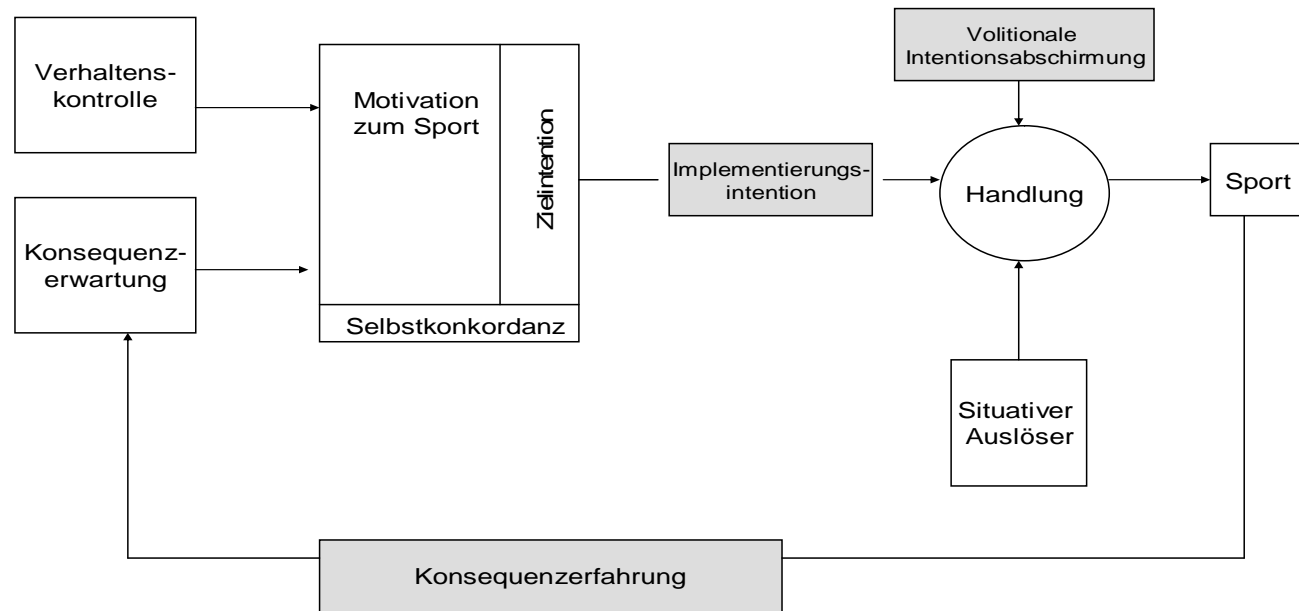 Verhaltens-
kontrolle
Konsequenz-
erwartung
Motivation
zum Sport
Zielintention
Selbstkonkordanz
Implementierungs-
intention
Volitionale
Intentionsabschirmung
Handlung
Situativer
Auslöser
Sport
Konsequenzerfahrung